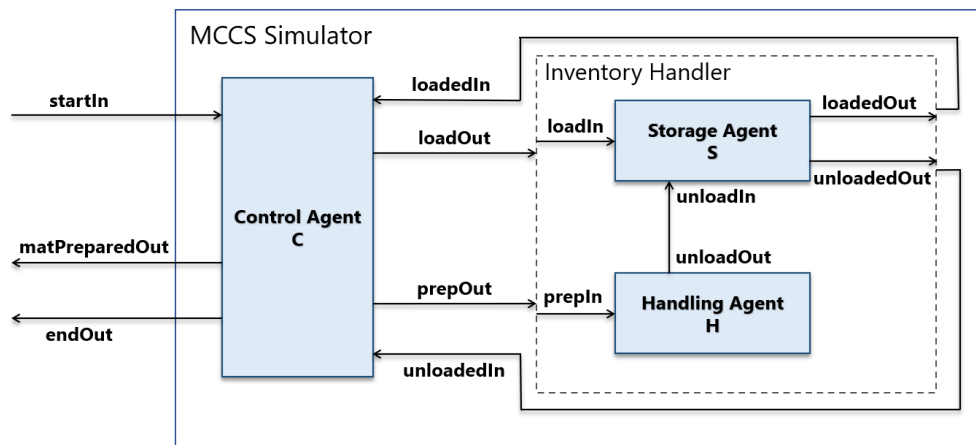 MCCS Simulator
Inventory Handler
startIn
loadedIn
loadedOut
loadOut
loadIn
Storage Agent
S
unloadedOut
unloadIn
Control Agent
C
matPreparedOut
unloadOut
prepOut
prepIn
Handling Agent
H
endOut
unloadedIn